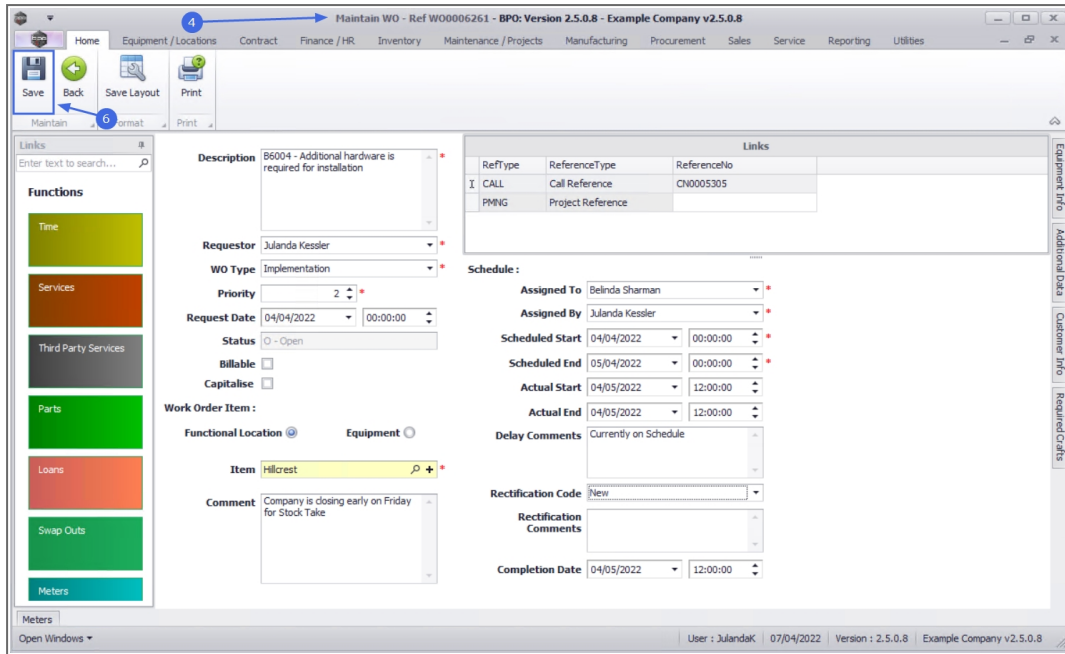 4
Maintain WO - Ref WO0006261 - BPO: Version 2.5.0.8 - Example Company v2.5.0.8
bpo
Home Equipment / Locations Contract Finance / HR Inventory Maintenance / Projects Manufacturing Procurement Sales Service Reporting Utilities
Save Back Save Layout Print
6
Maintain Format Print
Links
Enter text to search...
Functions
Time
Services
Third Party Services
Parts
Loans
Swap Outs
Meters
Description B6004 - Additional hardware is
required for installation *
Requestor Julanda Kessler *
WO Type Implementation *
Priority 2 *
Request Date 04/04/2022 00:00:00
Status O - Open
Billable
Capitalise
Work Order Item :
Functional Location Equipment
Item Hillcrest *
Comment Company is closing early on Friday
for Stock Take
Links
RefType ReferenceType ReferenceNo
CALL Call Reference CN0005305
PMNG Project Reference
Schedule :
Assigned To Belinda Sharman *
Assigned By Julanda Kessler *
Scheduled Start 04/04/2022 00:00:00 *
Scheduled End 05/04/2022 00:00:00 *
Actual Start 04/05/2022 12:00:00
Actual End 04/05/2022 12:00:00
Delay Comments Currently on Schedule
Rectification Code New
Rectification
Comments
Completion Date 04/05/2022 12:00:00
Equipment Info
Additional Data
Customer Info
Required Crafts
Meters
Open Windows User : JulandaK 07/04/2022 Version : 2.5.0.8 Example Company v2.5.0.8